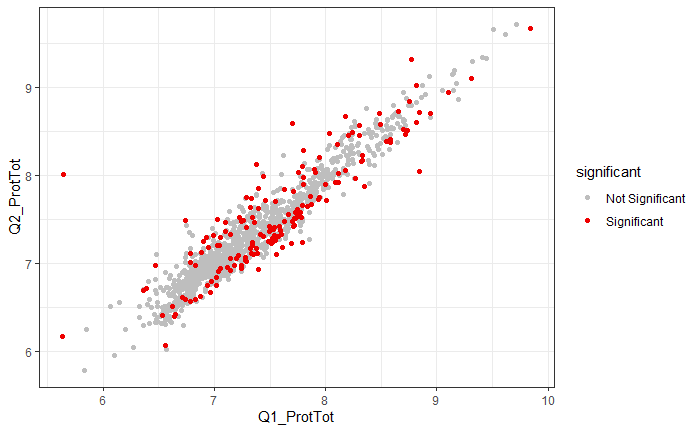 9
8
7
6
Q2_ProtTot
6 7 8 9 10
Q1_ProtTot
significant
Not Significant
Significant